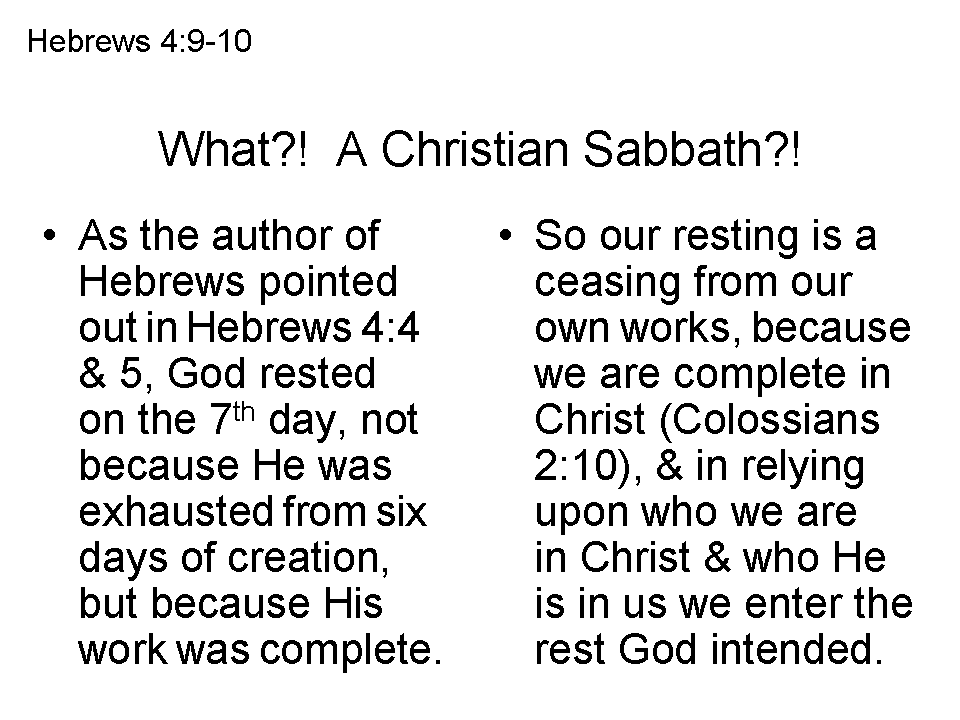 Hebrews 4:9-10
What?!  A Christian Sabbath?!
• As the author of
Hebrews pointed
out in Hebrews 4:4
& 5, God rested
on the 7th day, not
because He was
exhausted from six
days of creation,
but because His
work was complete.
• So our resting is a
ceasing from our
own works, because
we are complete in
Christ (Colossians
2:10), & in relying
upon who we are
in Christ & who He
is in us we enter the
rest God intended.